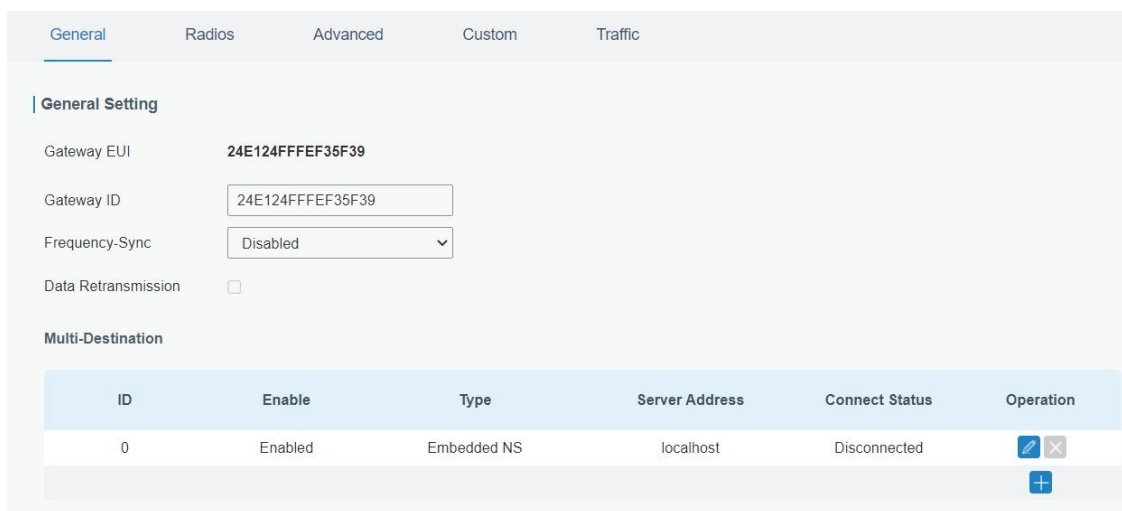 General Radios Advanced Custom Traffic
General Setting
Gateway EUI 24E124FFFEF35F39
Gateway ID 24E124FFFEF35F39
Frequency-Sync Disabled
Data Retransmission
Multi-Destination
ID Enable Type Server Address Connect Status Operation
0 Enabled Embedded NS localhost Disconnected